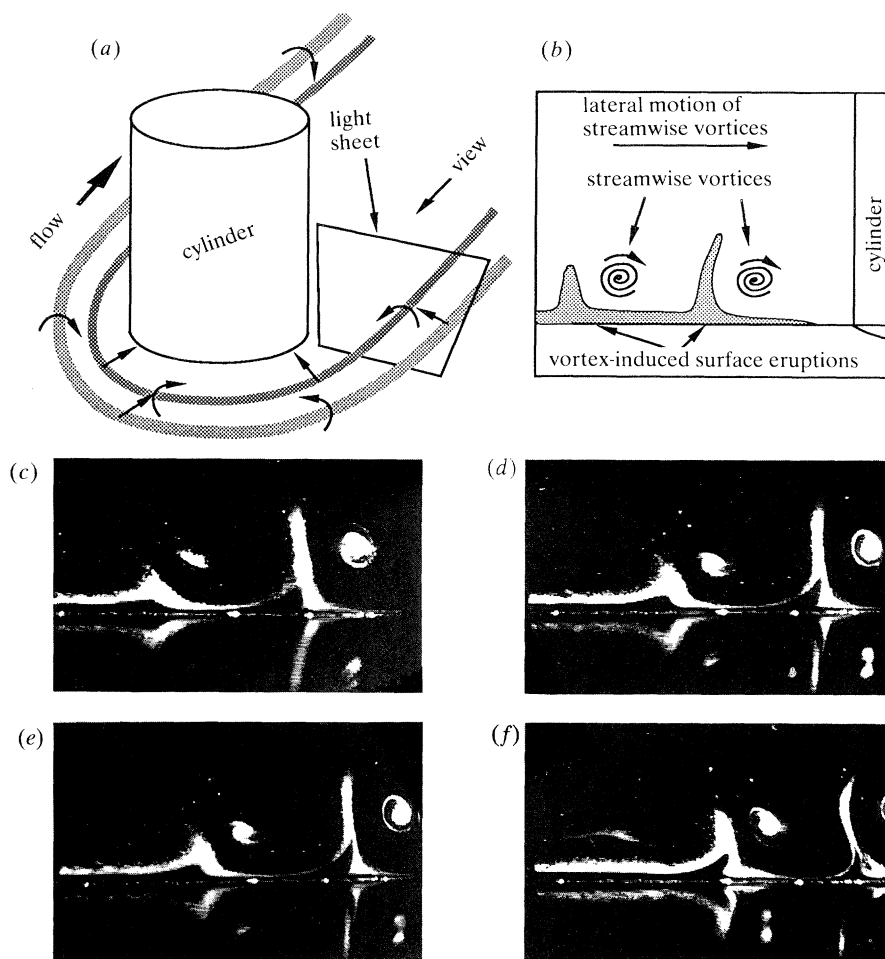 (a)
light
sheet
view
flow
cylinder
(b)
lateral motion of
streamwise vortices
streamwise vortices
cylinder
vortex-induced surface eruptions
(c)
(d)
(e)
(f)